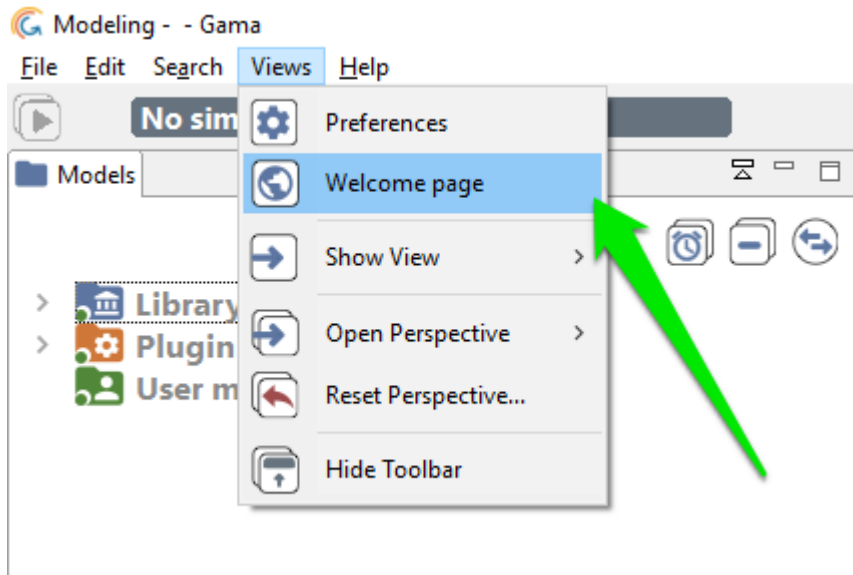 Modeling -  - Gama
File Edit Search Views Help
No sim
Preferences
Models
Welcome page
Show View
Library
Open Perspective
Plugin
User m
Reset Perspective...
Hide Toolbar